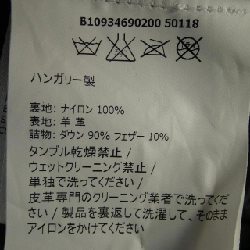 B10934690200 50118
ハンガリー製
裏地: ナイロン 100%
表地: 羊 革
詰物: ダウン 90% フェザー 10%
タンブル乾燥禁止 /
ウェットクリーニング禁止 /
単独で洗ってください /
皮革専門のクリーニング業者で洗ってくだ
さい / 製品を裏返して洗濯して、そのまま
アイロンをかけてください